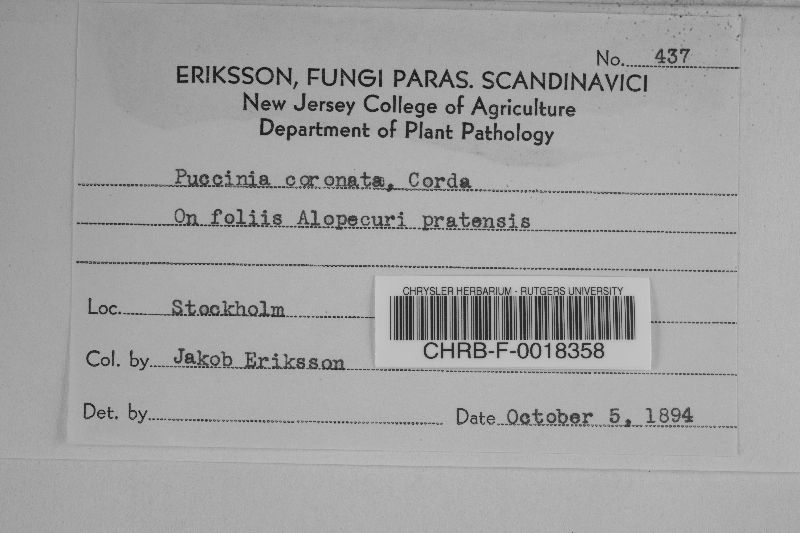 No. 437
ERIKSSON, FUNGI PARAS. SCANDINAVICI
New Jersey College of Agriculture
Department of Plant Pathology
Puccinia coronata, Corda
On foliis Alopecuri pratensis
Loc. Stockholm
CHRYSLER HERBARIUM - RUTGERS UNIVERSITY
CHRB-F-0018358
Col. by Jakob Eriksson
Det. by
Date October 5, 1894